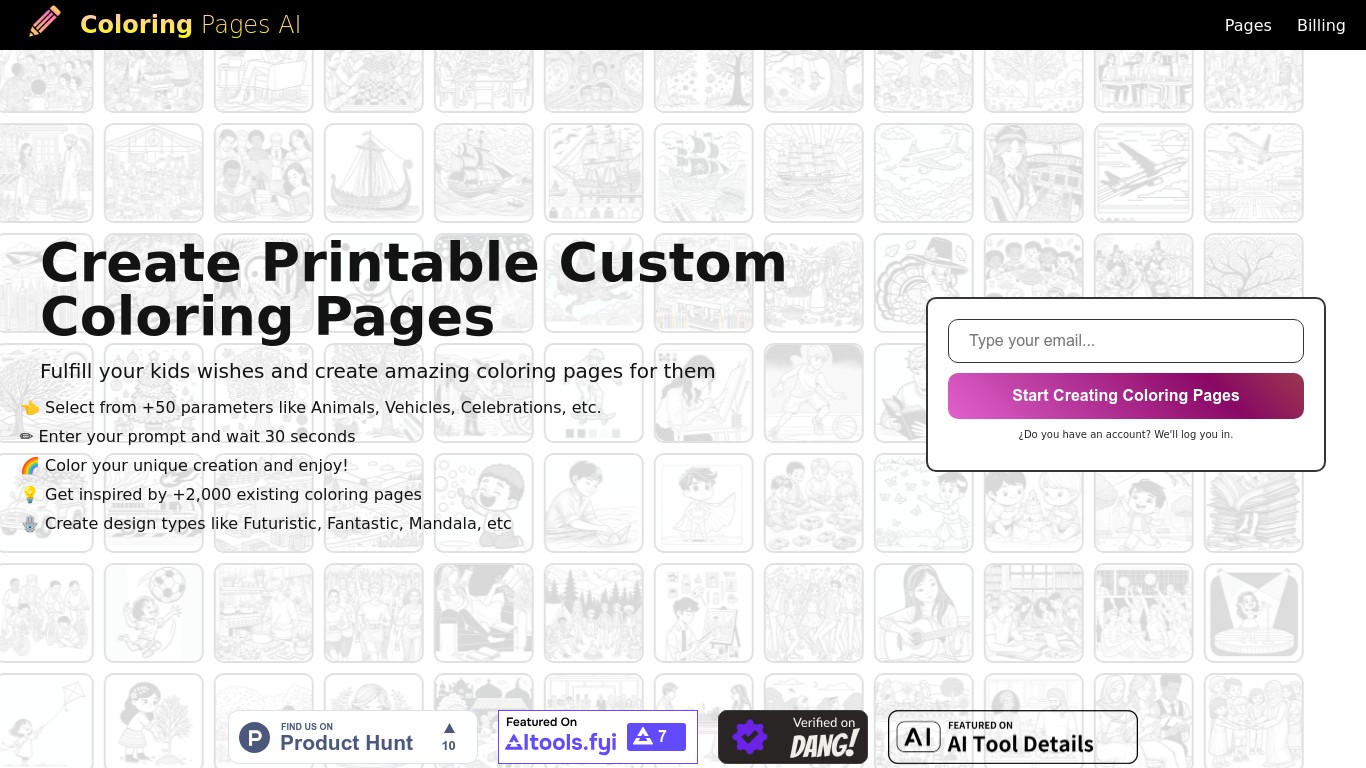 Coloring Pages AI
Pages
Billing
Create Printable Custom
Coloring Pages
Fulfill your kids wishes and create amazing coloring pages for them
👈 Select from +50 parameters like Animals, Vehicles, Celebrations, etc.
✏ Enter your prompt and wait 30 seconds
🌈 Color your unique creation and enjoy!
💡 Get inspired by +2,000 existing coloring pages
🪬 Create design types like Futuristic, Fantastic, Mandala, etc
Type your email...
Start Creating Coloring Pages
¿Do you have an account? We'll log you in.
P
FIND US ON
Product Hunt
10
Featured On
AItools.fyi
7
Verified on
DANG!
AI
FEATURED ON
AI Tool Details